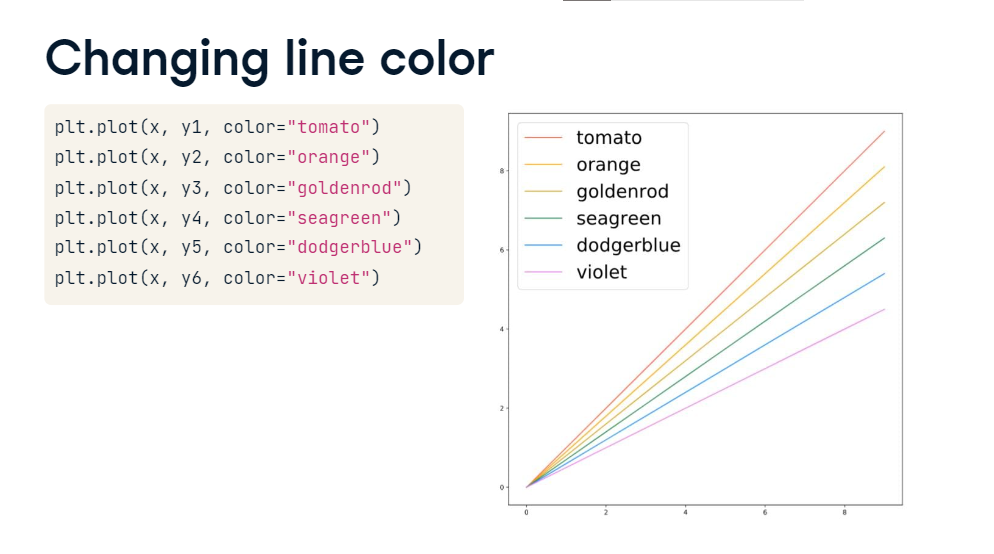 Changing line color
plt.plot(x, y1, color="tomato")
plt.plot(x, y2, color="orange")
plt.plot(x, y3, color="goldenrod")
plt.plot(x, y4, color="seagreen")
plt.plot(x, y5, color="dodgerblue")
plt.plot(x, y6, color="violet")
tomato
orange
goldenrod
seagreen
dodgerblue
violet
8
6
4
2
0
0 2 4 6 8